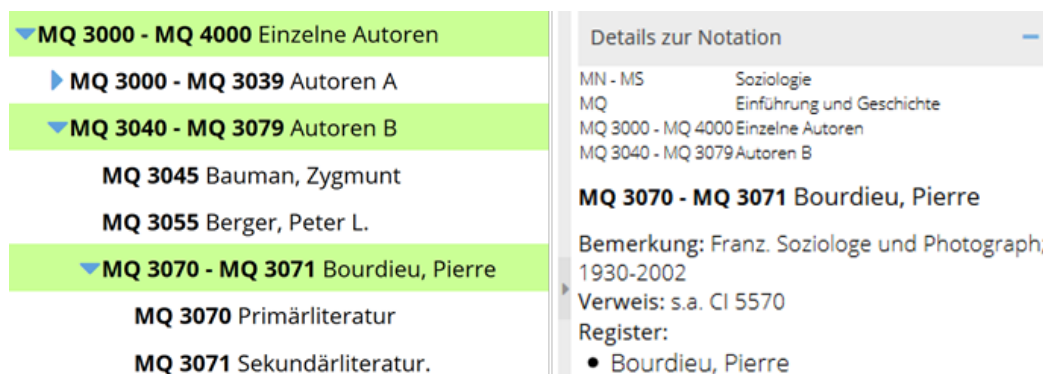 MQ 3000 - MQ 4000 Einzelne Autoren
MQ 3000 - MQ 3039 Autoren A
MQ 3040 - MQ 3079 Autoren B
MQ 3045 Bauman, Zygmunt
MQ 3055 Berger, Peter L.
MQ 3070 - MQ 3071 Bourdieu, Pierre
MQ 3070 Primärliteratur
MQ 3071 Sekundärliteratur.
Details zur Notation
MN - MS Soziologie
MQ Einführung und Geschichte
MQ 3000 - MQ 4000 Einzelne Autoren
MQ 3040 - MQ 3079 Autoren B
MQ 3070 - MQ 3071 Bourdieu, Pierre
Bemerkung: Franz. Soziologe und Photograph;
1930-2002
Verweis: s.a. CI 5570
Register:
• Bourdieu, Pierre